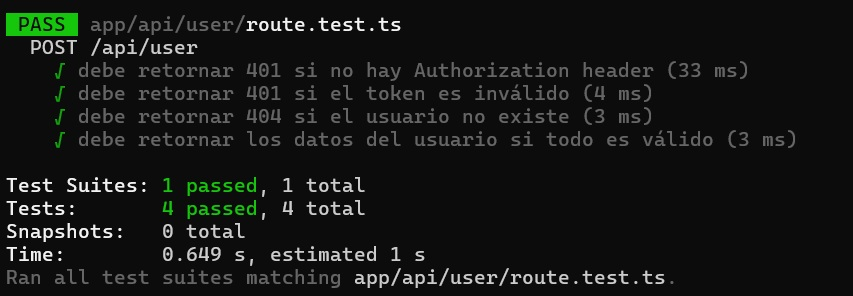 PASS app/api/user/route.test.ts
POST /api/user
√ debe retornar 401 si no hay Authorization header (33 ms)
√ debe retornar 401 si el token es inválido (4 ms)
√ debe retornar 404 si el usuario no existe (3 ms)
√ debe retornar los datos del usuario si todo es válido (3 ms)
Test Suites: 1 passed, 1 total
Tests: 4 passed, 4 total
Snapshots: 0 total
Time: 0.649 s, estimated 1 s
Ran all test suites matching app/api/user/route.test.ts.